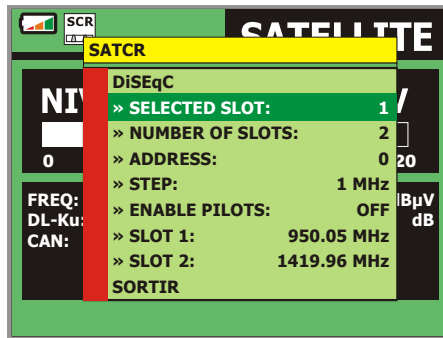 SCR
SATELLITE
SATCR
DiSEqC
» SELECTED SLOT: 1
» NUMBER OF SLOTS: 2
» ADDRESS: 0
» STEP: 1 MHz
» ENABLE PILOTS: OFF
» SLOT 1: 950.05 MHz
» SLOT 2: 1419.96 MHz
SORTIR
0
20
FREQ:
dBµV
DL-Ku:
dB
CAN: